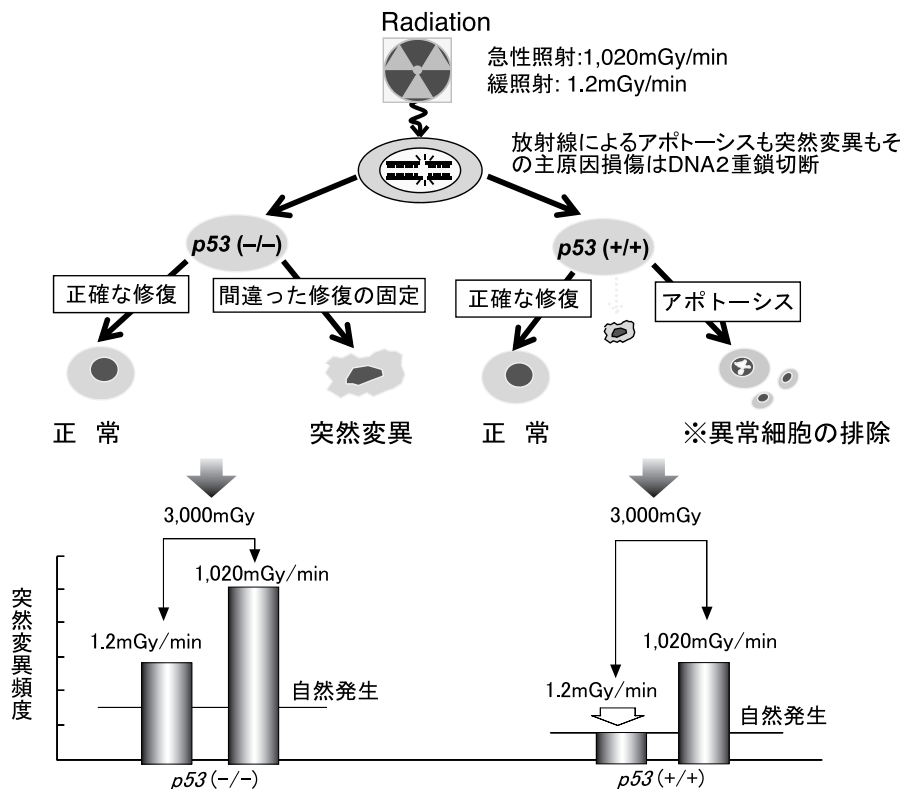 Radiation
急性照射:1,020mGy/min
緩照射: 1.2mGy/min
放射線によるアポトーシスも突然変異もそ
の主原因損傷はDNA2重鎖切断
p53 (−/−)
p53 (+/+)
正確な修復
間違った修復の固定
正確な修復
アポトーシス
正 常
突然変異
正 常
※異常細胞の排除
3,000mGy
3,000mGy
突然変異頻度
1,020mGy/min
1.2mGy/min
自然発生
1,020mGy/min
1.2mGy/min
自然発生
p53 (−/−)
p53 (+/+)